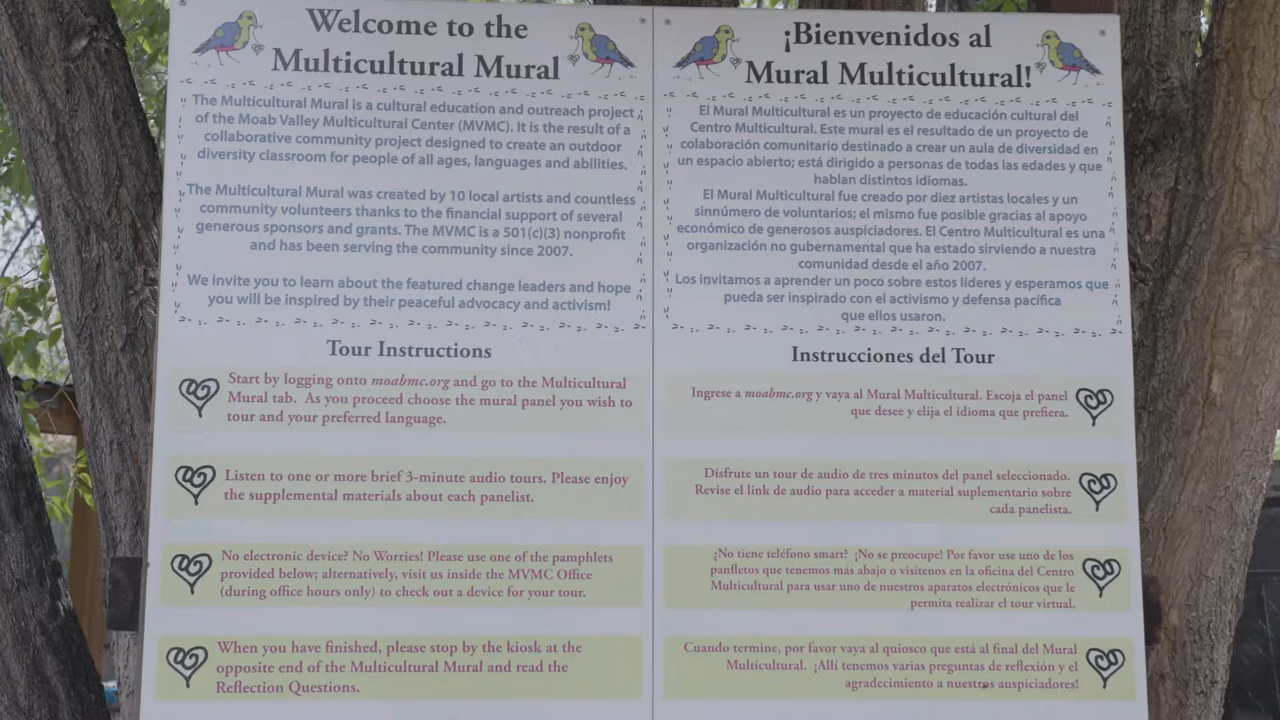 Welcome to the
Multicultural Mural
The Multicultural Mural is a cultural education and outreach project
of the Moab Valley Multicultural Center (MVMC). It is the result of a
collaborative community project designed to create an outdoor
diversity classroom for people of all ages, languages and abilities.
The Multicultural Mural was created by 10 local artists and countless
community volunteers thanks to the financial support of several
generous sponsors and grants. The MVMC is a 501(c)(3) nonprofit
and has been serving the community since 2007.
We invite you to learn about the featured change leaders and hope
you will be inspired by their peaceful advocacy and activism!
Tour Instructions
Start by logging onto moabmc.org and go to the Multicultural
Mural tab. As you proceed choose the mural panel you wish to
tour and your preferred language.
Listen to one or more brief 3-minute audio tours. Please enjoy
the supplemental materials about each panelist.
No electronic device? No Worries! Please use one of the pamphlets
provided below; alternatively, visit us inside the MVMC Office
(during office hours only) to check out a device for your tour.
When you have finished, please stop by the kiosk at the
opposite end of the Multicultural Mural and read the
Reflection Questions.
¡Bienvenidos al
Mural Multicultural!
El Mural Multicultural es un proyecto de educación cultural del
Centro Multicultural. Este mural es el resultado de un proyecto de
colaboración comunitario destinado a crear un aula de diversidad en
un espacio abierto; está dirigido a personas de todas las edades y que
hablan distintos idiomas.
El Mural Multicultural fue creado por diez artistas locales y un
sinnúmero de voluntarios; el mismo fue posible gracias al apoyo
económico de generosos auspiciadores. El Centro Multicultural es una
organización no gubernamental que ha estado sirviendo a nuestra
comunidad desde el año 2007.
Los invitamos a aprender un poco sobre estos líderes y esperamos que
pueda ser inspirado con el activismo y defensa pacífica
que ellos usaron.
Instrucciones del Tour
Ingrese a moabmc.org y vaya al Mural Multicultural. Escoja el panel
que desee y elija el idioma que prefiera.
Disfrute un tour de audio de tres minutos del panel seleccionado.
Revise el link de audio para acceder a material suplementario sobre
cada panelista.
¿No tiene teléfono smart? ¡No se preocupe! Por favor use uno de los
panfletos que tenemos más abajo o visítenos en la oficina del Centro
Multicultural para usar uno de nuestros aparatos electrónicos que le
permita realizar el tour virtual.
Cuando termine, por favor vaya al quiosco que está al final del Mural
Multicultural. ¡Allí tenemos varias preguntas de reflexión y el
agradecimiento a nuestros auspiciadores!